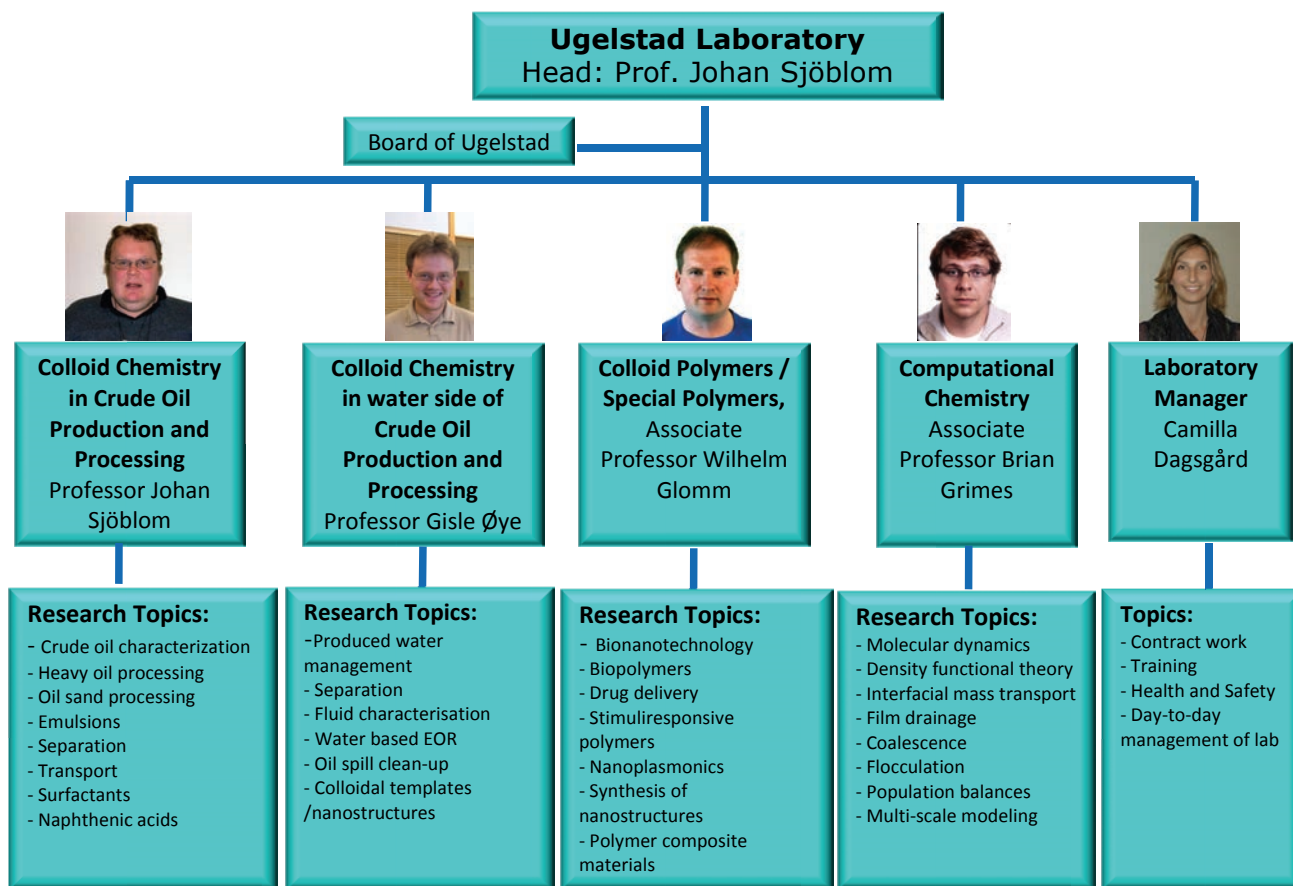 Ugelstad Laboratory
Head: Prof. Johan Sjöblom
Board of Ugelstad
Colloid Chemistry
in Crude Oil
Production and
Processing
Professor Johan
Sjöblom
Colloid Chemistry
in water side of
Crude Oil
Production and
Processing
Professor Gisle Øye
Colloid Polymers /
Special Polymers,
Associate
Professor Wilhelm
Glomm
Computational
Chemistry
Associate
Professor Brian
Grimes
Laboratory
Manager
Camilla
Dagsgård
Research Topics:
- Crude oil characterization
- Heavy oil processing
- Oil sand processing
- Emulsions
- Separation
- Transport
- Surfactants
- Naphthenic acids
Research Topics:
-Produced water
management
- Separation
- Fluid characterisation
- Water based EOR
- Oil spill clean-up
- Colloidal templates
/nanostructures
Research Topics:
- Bionanotechnology
- Biopolymers
- Drug delivery
- Stimuliresponsive
polymers
- Nanoplasmonics
- Synthesis of
nanostructures
- Polymer composite
materials
Research Topics:
- Molecular dynamics
- Density functional theory
- Interfacial mass transport
- Film drainage
- Coalescence
- Flocculation
- Population balances
- Multi-scale modeling
Topics:
- Contract work
- Training
- Health and Safety
- Day-to-day
management of lab